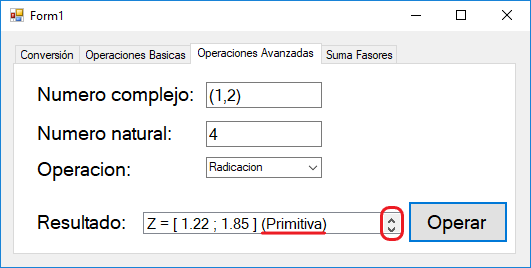 Form1
Conversión Operaciones Basicas Operaciones Avanzadas Suma Fasores
Numero complejo: (1,2)
Numero natural: 4
Operacion: Radicacion
Resultado: Z = [ 1.22 ; 1.85 ] (Primitiva) Operar